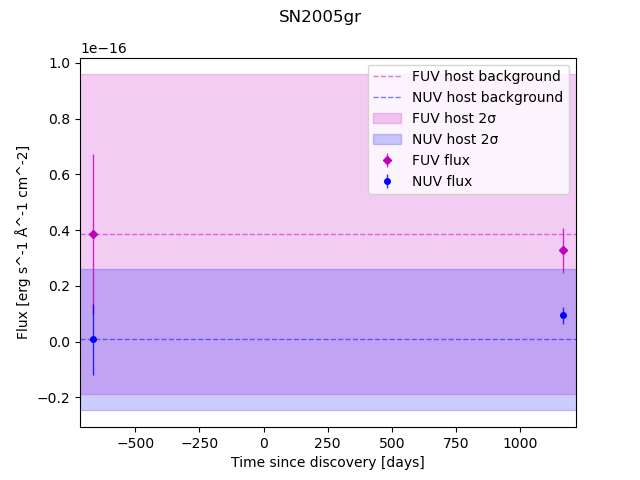 SN2005gr
1e−16
1.0
0.8
0.6
0.4
0.2
0.0
−0.2
Flux [erg s^-1 Å^-1 cm^-2]
FUV host background
NUV host background
FUV host 2σ
NUV host 2σ
FUV flux
NUV flux
−500 −250 0 250 500 750 1000
Time since discovery [days]